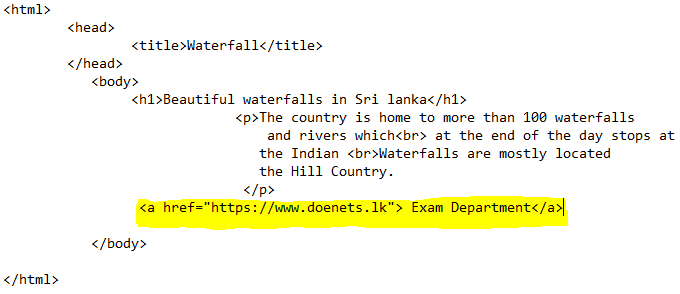 <html>
<head>
<title>Waterfall</title>
</head>
<body>
<h1>Beautiful waterfalls in Sri lanka</h1>
<p>The country is home to more than 100 waterfalls
and rivers which<br> at the end of the day stops at
the Indian <br>Waterfalls are mostly located
the Hill Country.
</p>
<a href="https://www.doenets.lk"> Exam Department</a>
</body>
</html>